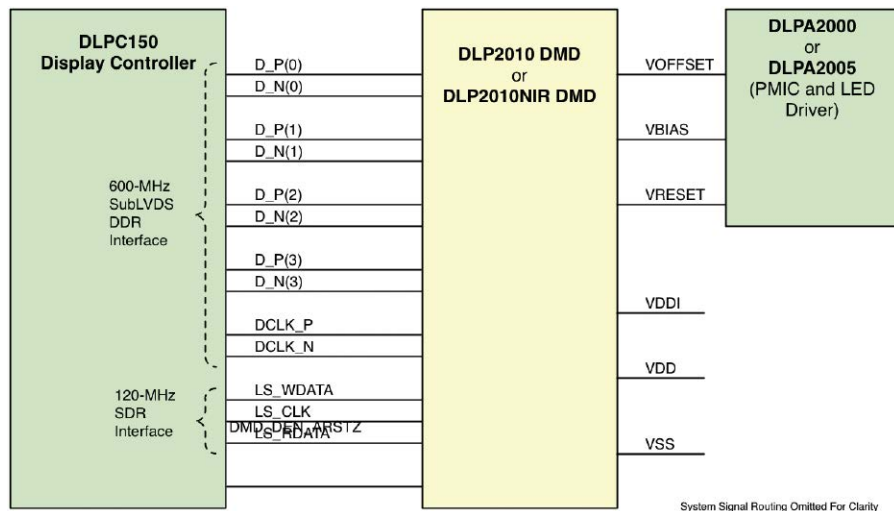 DLPC150
Display Controller
600-MHz
SubLVDS
DDR
Interface
120-MHz
SDR
Interface
D_P(0)
D_N(0)
D_P(1)
D_N(1)
D_P(2)
D_N(2)
D_P(3)
D_N(3)
DCLK_P
DCLK_N
LS_WDATA
LS_CLK
DMD_DEN_ARSTZ
LS_RDATA
DLP2010 DMD
or
DLP2010NIR DMD
VOFFSET
VBIAS
VRESET
VDDI
VDD
VSS
DLPA2000
or
DLPA2005
(PMIC and LED
Driver)
System Signal Routing Omitted For Clarity